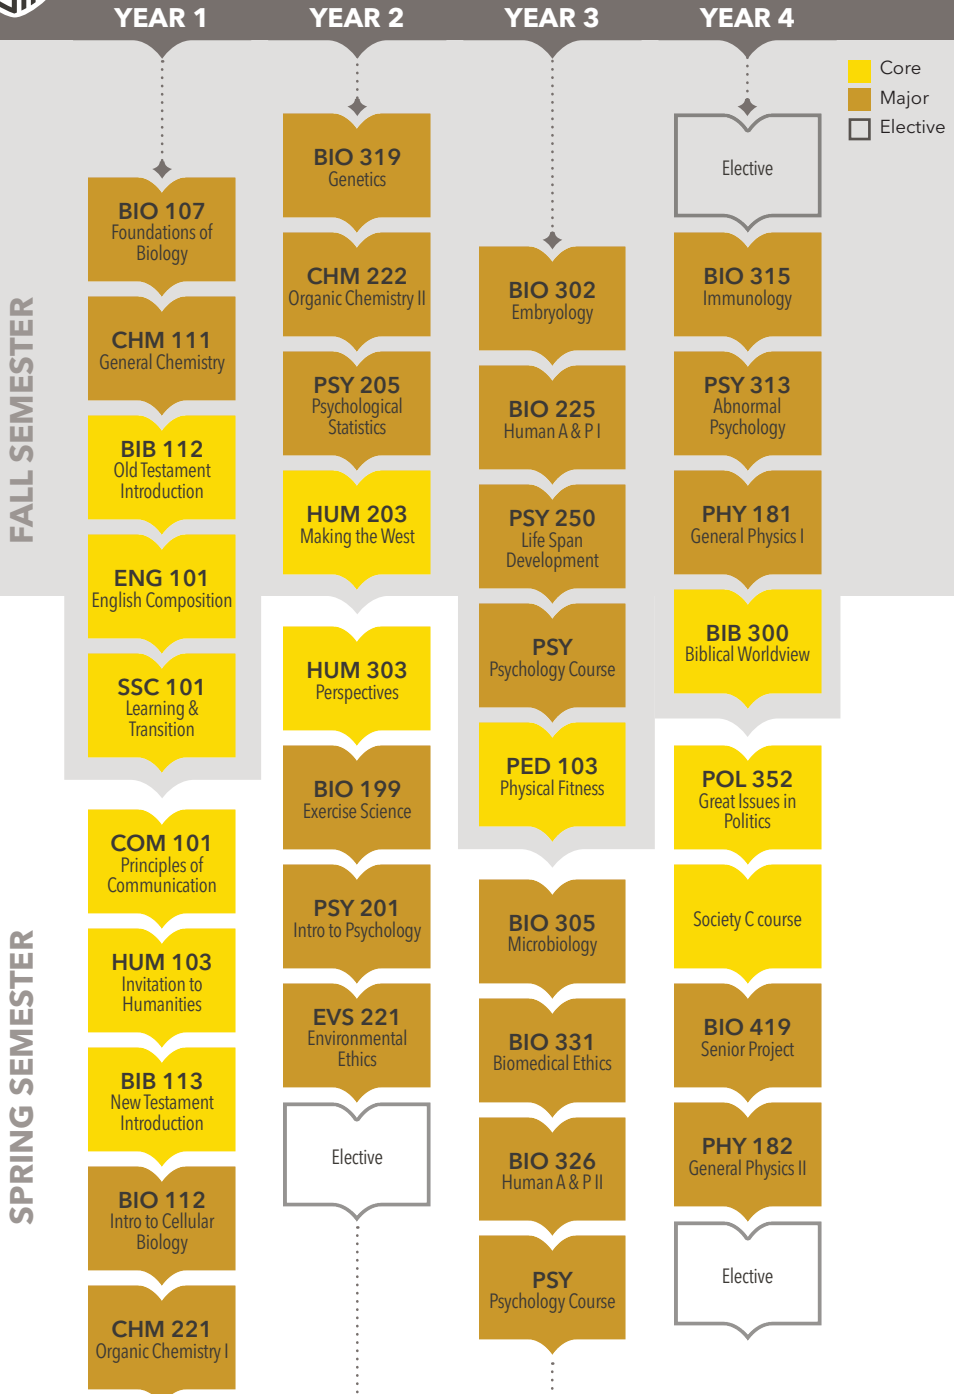 YEAR 1
YEAR 2
YEAR 3
YEAR 4
Core
Major
Elective
FALL SEMESTER
BIO 107
Foundations of
Biology
CHM 111
General Chemistry
BIB 112
Old Testament
Introduction
ENG 101
English Composition
SSC 101
Learning &
Transition
SPRING SEMESTER
COM 101
Principles of
Communication
HUM 103
Invitation to
Humanities
BIB 113
New Testament
Introduction
BIO 112
Intro to Cellular
Biology
CHM 221
Organic Chemistry I
BIO 319
Genetics
CHM 222
Organic Chemistry II
PSY 205
Psychological
Statistics
HUM 203
Making the West
HUM 303
Perspectives
BIO 199
Exercise Science
PSY 201
Intro to Psychology
EVS 221
Environmental
Ethics
Elective
BIO 302
Embryology
BIO 225
Human A & P I
PSY 250
Life Span
Development
PSY
Psychology Course
PED 103
Physical Fitness
BIO 305
Microbiology
BIO 331
Biomedical Ethics
BIO 326
Human A & P II
PSY
Psychology Course
Elective
BIO 315
Immunology
PSY 313
Abnormal
Psychology
PHY 181
General Physics I
BIB 300
Biblical Worldview
POL 352
Great Issues in
Politics
Society C course
BIO 419
Senior Project
PHY 182
General Physics II
Elective